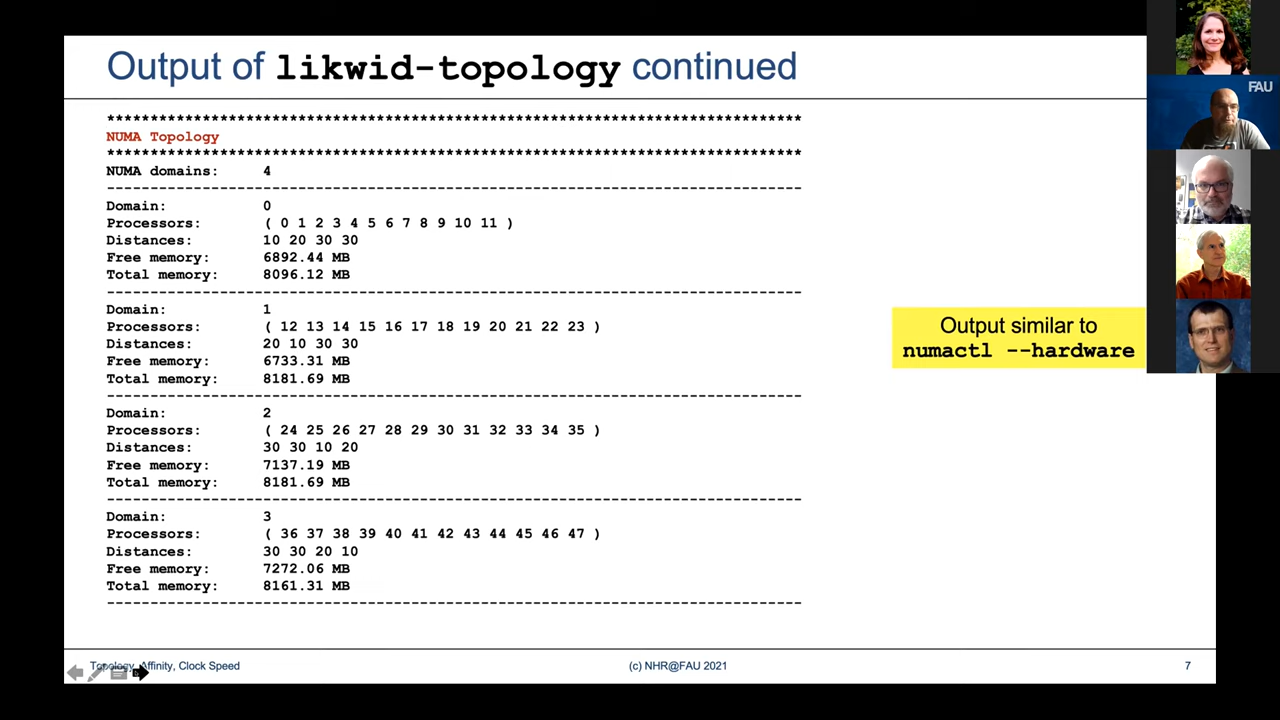 Output of likwid-topology continued
********************************************************************************
NUMA Topology
********************************************************************************
NUMA domains: 4
--------------------------------------------------------------------------------
Domain: 0
Processors: ( 0 1 2 3 4 5 6 7 8 9 10 11 )
Distances: 10 20 30 30
Free memory: 6892.44 MB
Total memory: 8096.12 MB
--------------------------------------------------------------------------------
Domain: 1
Processors: ( 12 13 14 15 16 17 18 19 20 21 22 23 )
Distances: 20 10 30 30
Free memory: 6733.31 MB
Total memory: 8181.69 MB
--------------------------------------------------------------------------------
Domain: 2
Processors: ( 24 25 26 27 28 29 30 31 32 33 34 35 )
Distances: 30 30 10 20
Free memory: 7137.19 MB
Total memory: 8181.69 MB
--------------------------------------------------------------------------------
Domain: 3
Processors: ( 36 37 38 39 40 41 42 43 44 45 46 47 )
Distances: 30 30 20 10
Free memory: 7272.06 MB
Total memory: 8161.31 MB
--------------------------------------------------------------------------------
Output similar to
numactl --hardware
FAU
Topology, Affinity, Clock Speed
(c) NHR@FAU 2021
7